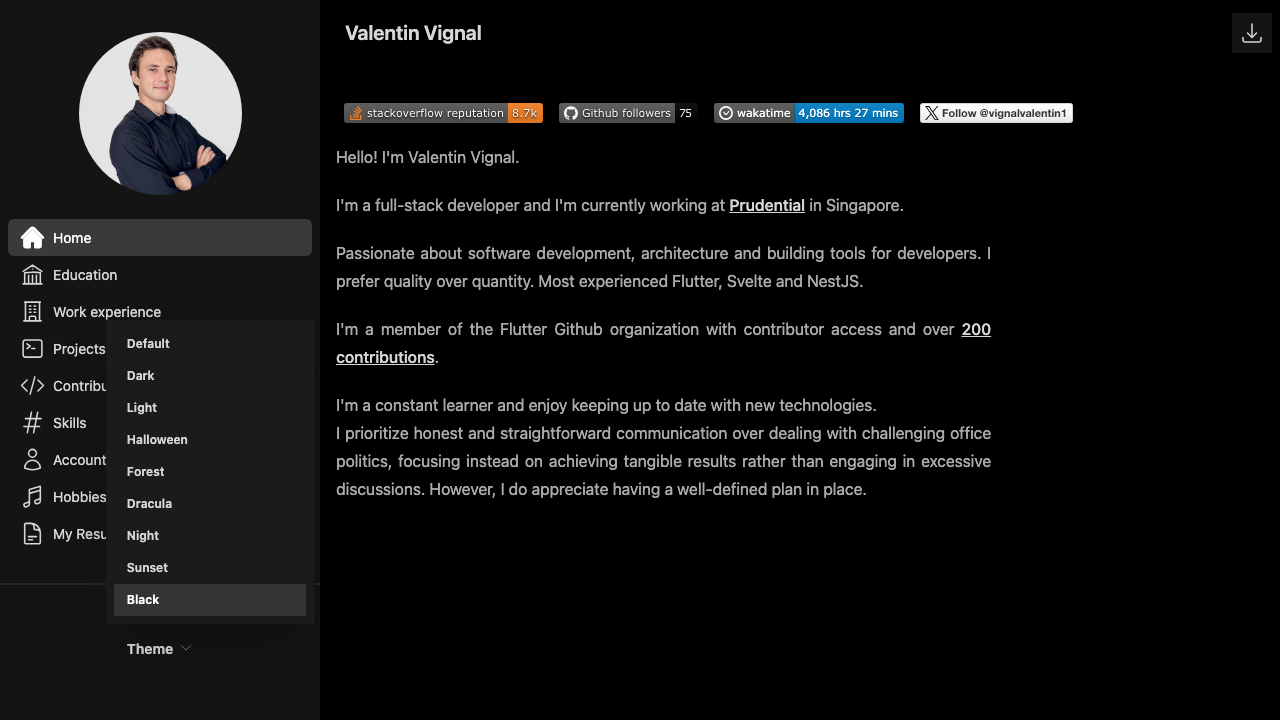 Valentin Vignal
stackoverflow reputation 8.7k
Github followers 75
wakatime 4,086 hrs 27 mins
Follow @vignalvalentin1
Hello! I'm Valentin Vignal.
I'm a full-stack developer and I'm currently working at Prudential in Singapore.
Passionate about software development, architecture and building tools for developers. I
prefer quality over quantity. Most experienced Flutter, Svelte and NestJS.
I'm a member of the Flutter Github organization with contributor access and over 200
contributions.
I'm a constant learner and enjoy keeping up to date with new technologies.
I prioritize honest and straightforward communication over dealing with challenging office
politics, focusing instead on achieving tangible results rather than engaging in excessive
discussions. However, I do appreciate having a well-defined plan in place.
Home
Education
Work experience
Projects
Contribu
Skills
Account
Hobbies
My Resu
Default
Dark
Light
Halloween
Forest
Dracula
Night
Sunset
Black
Theme